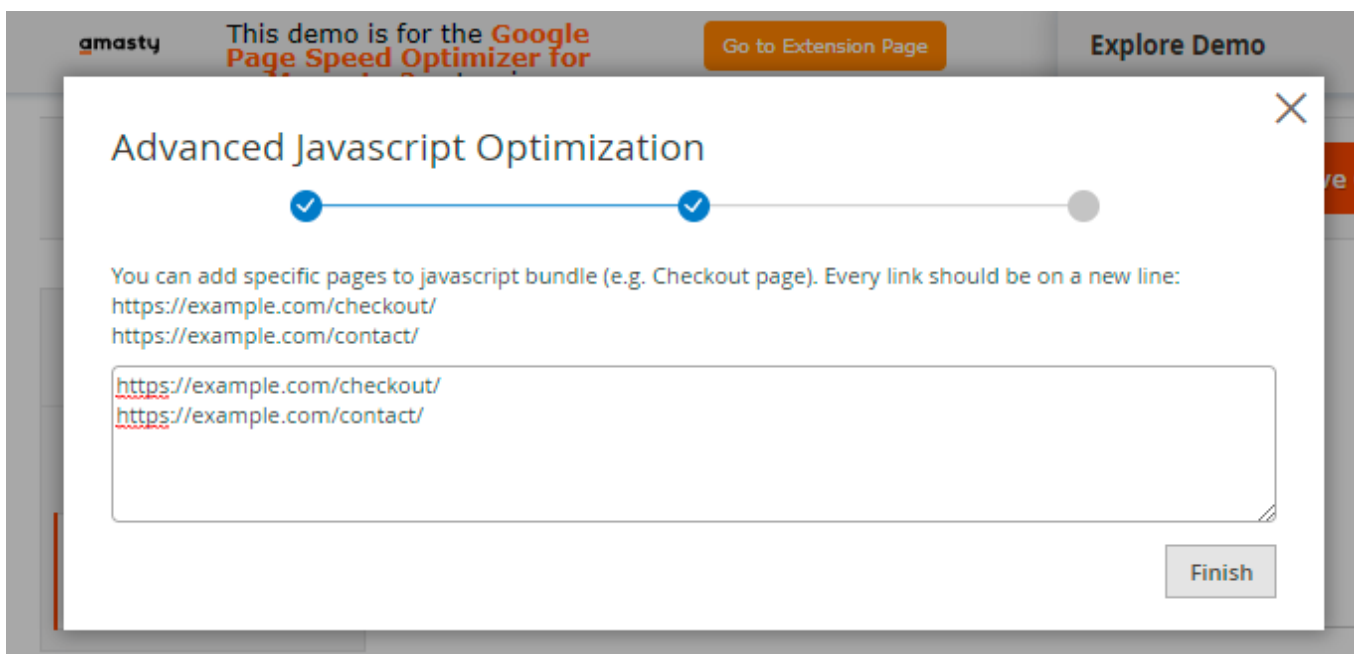 amasty
This demo is for the Google
Page Speed Optimizer for
Go to Extension Page
Explore Demo
Advanced Javascript Optimization
You can add specific pages to javascript bundle (e.g. Checkout page). Every link should be on a new line:
https://example.com/checkout/
https://example.com/contact/
https://example.com/checkout/
https://example.com/contact/
Finish